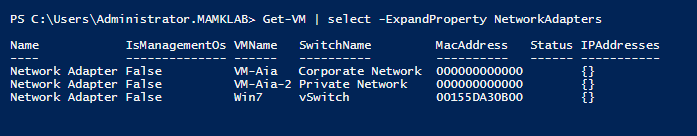 PS C:\Users\Administrator.MAMKLAB> Get-VM | select -ExpandProperty NetworkAdapters
Name IsManagementOs VMName SwitchName MacAddress Status IPAddresses
---- -------------- ------ ---------- ---------- ------ -----------
Network Adapter False VM-Aia Corporate Network 000000000000 {}
Network Adapter False VM-Aia-2 Private Network 000000000000 {}
Network Adapter False Win7 vSwitch 00155DA30B00 {}